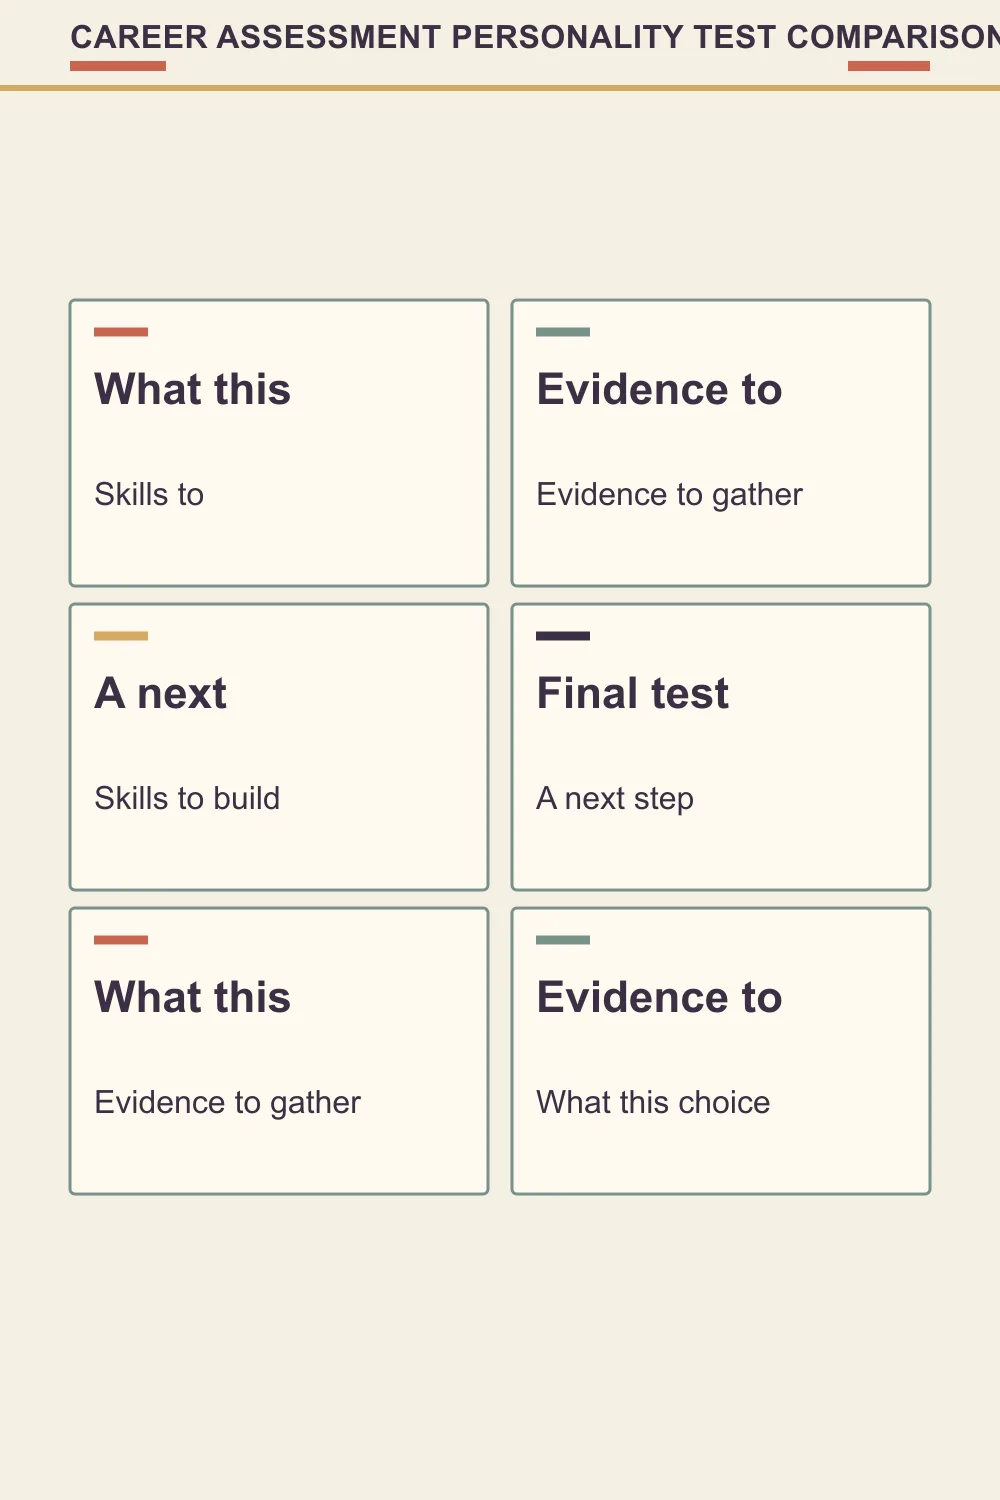 CAREER ASSESSMENT PERSONALITY TEST COMPARISON
What this
Skills to
Evidence to
Evidence to gather
A next
Skills to build
Final test
A next step
What this
Evidence to gather
Evidence to
What this choice